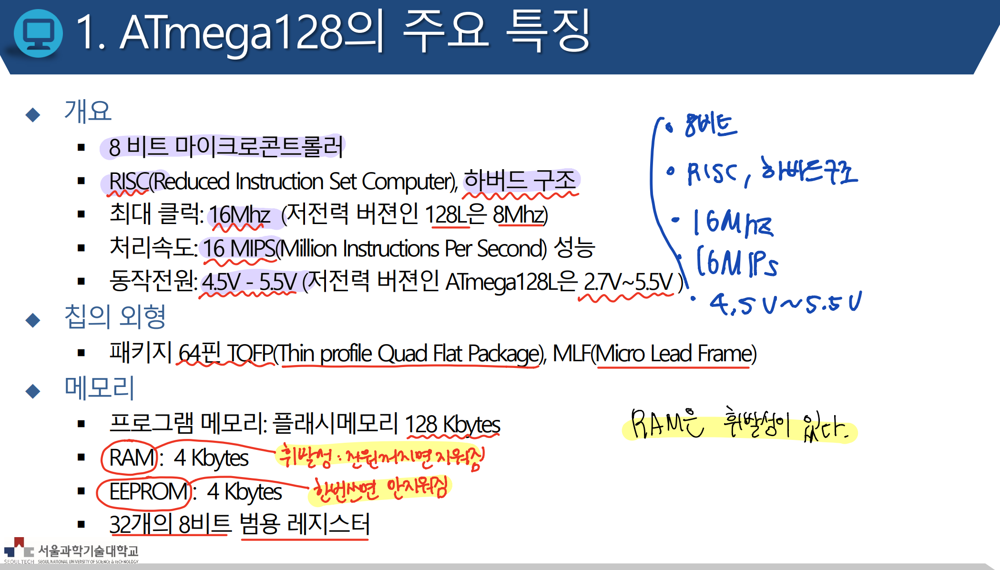 1. ATmega128의 주요 특징
개요
8 비트 마이크로콘트롤러
RISC(Reduced Instruction Set Computer), 하버드 구조
최대 클럭: 16Mhz (저전력 버젼인 128L은 8Mhz)
처리속도: 16 MIPS(Million Instructions Per Second) 성능
동작전원: 4.5V - 5.5V (저전력 버젼인 ATmega128L은 2.7V~5.5V )
8비트
RISC, 하버드구조
16Mhz
16MIPs
4.5V~5.5V
칩의 외형
패키지 64핀 TQFP(Thin profile Quad Flat Package), MLF(Micro Lead Frame)
메모리
프로그램 메모리: 플래시메모리 128 Kbytes
RAM은 휘발성이 있다.
RAM : 4 Kbytes 휘발성 : 전원꺼지면 지워짐
EEPROM : 4 Kbytes 한번쓰면 안지워짐
32개의 8비트 범용 레지스터
서울과학기술대학교
SEOULTECH SEOUL NATIONAL UNIVERSITY OF SCIENCE & TECHNOLOGY